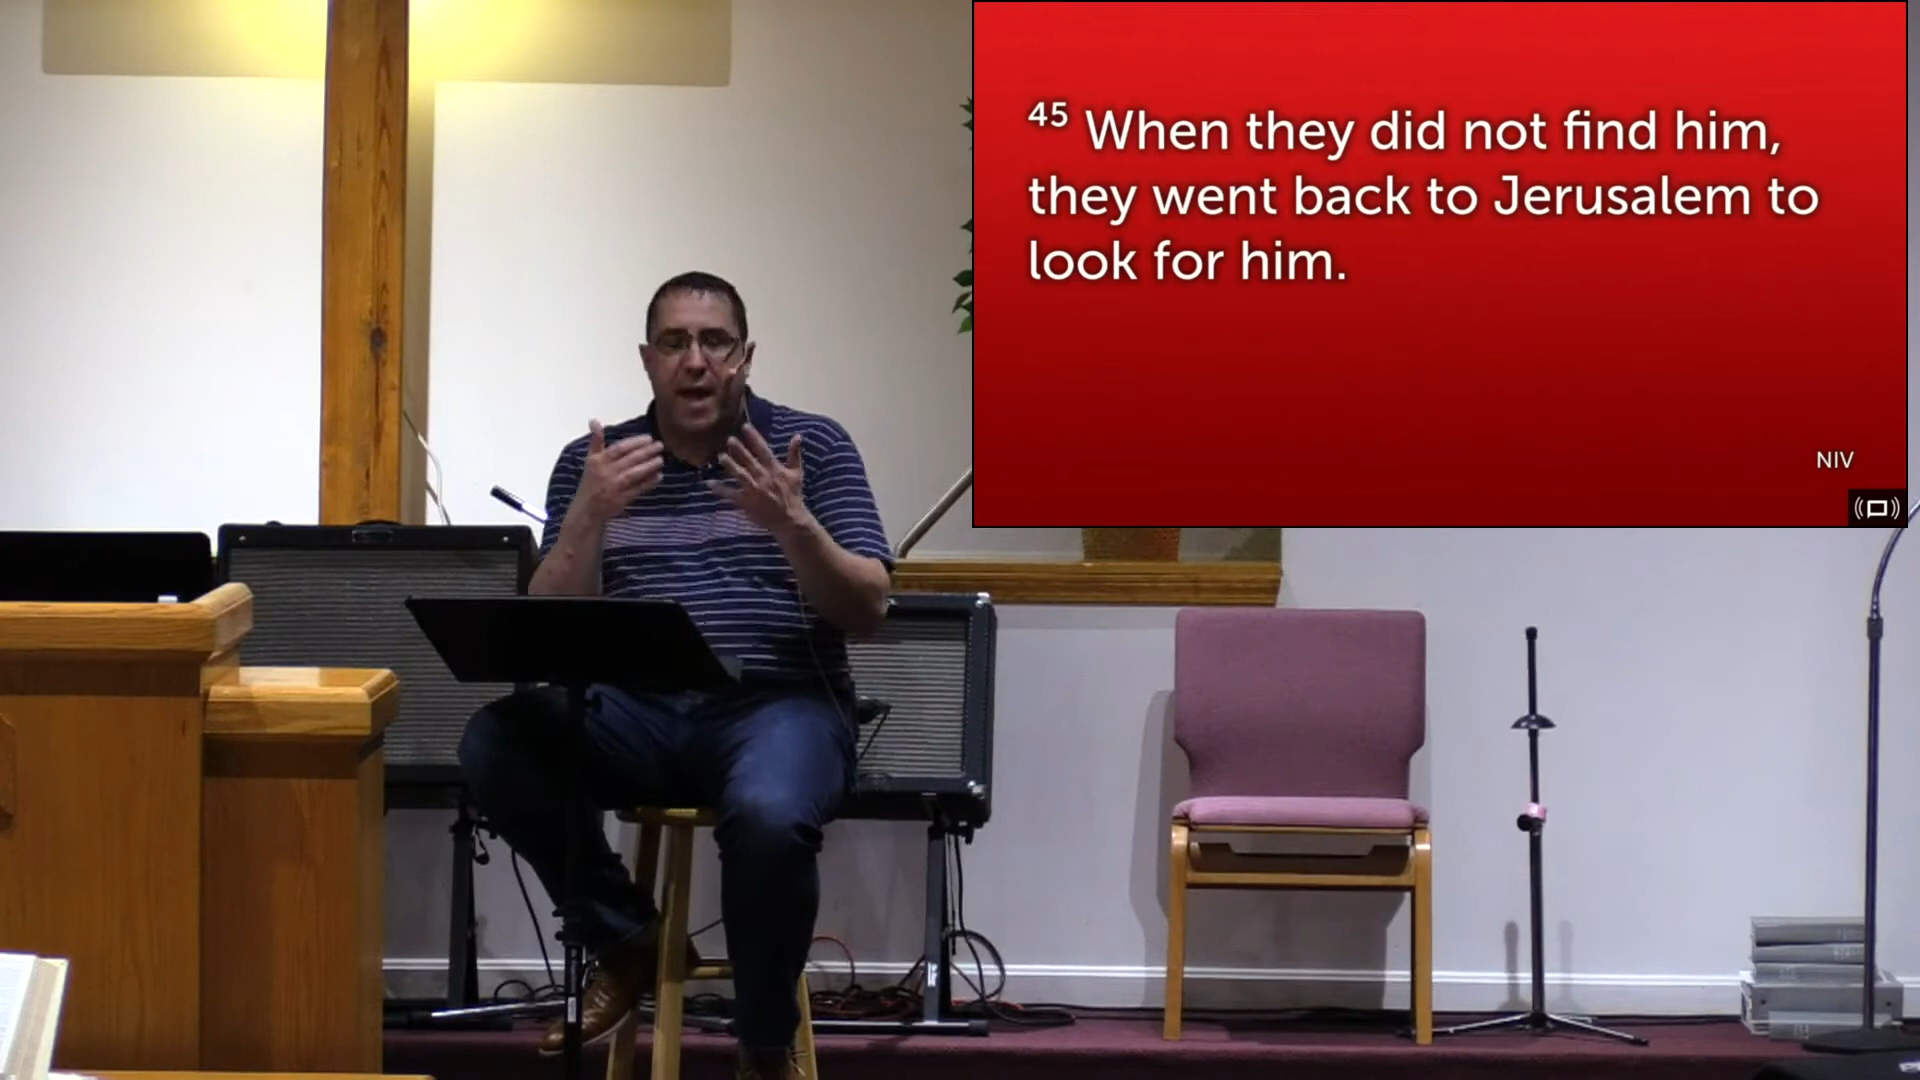 45 When they did not find him,
they went back to Jerusalem to
look for him.
NIV